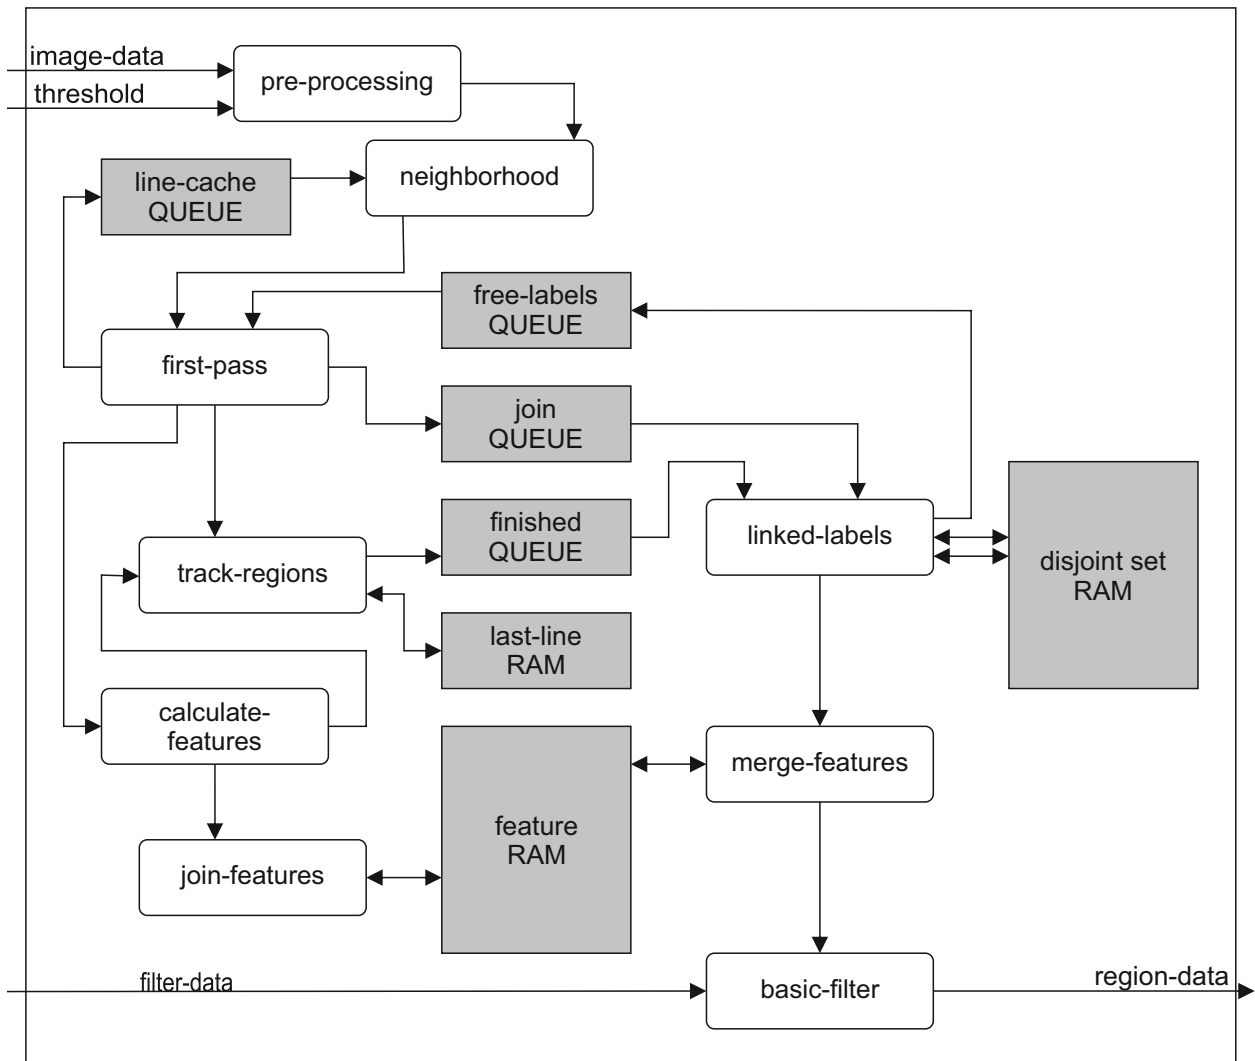 image-data
threshold
pre-processing
line-cache
QUEUE
neighborhood
free-labels
QUEUE
first-pass
join
QUEUE
finished
QUEUE
linked-labels
disjoint set
RAM
track-regions
last-line
RAM
calculate-
features
merge-features
feature
RAM
join-features
filter-data
basic-filter
region-data